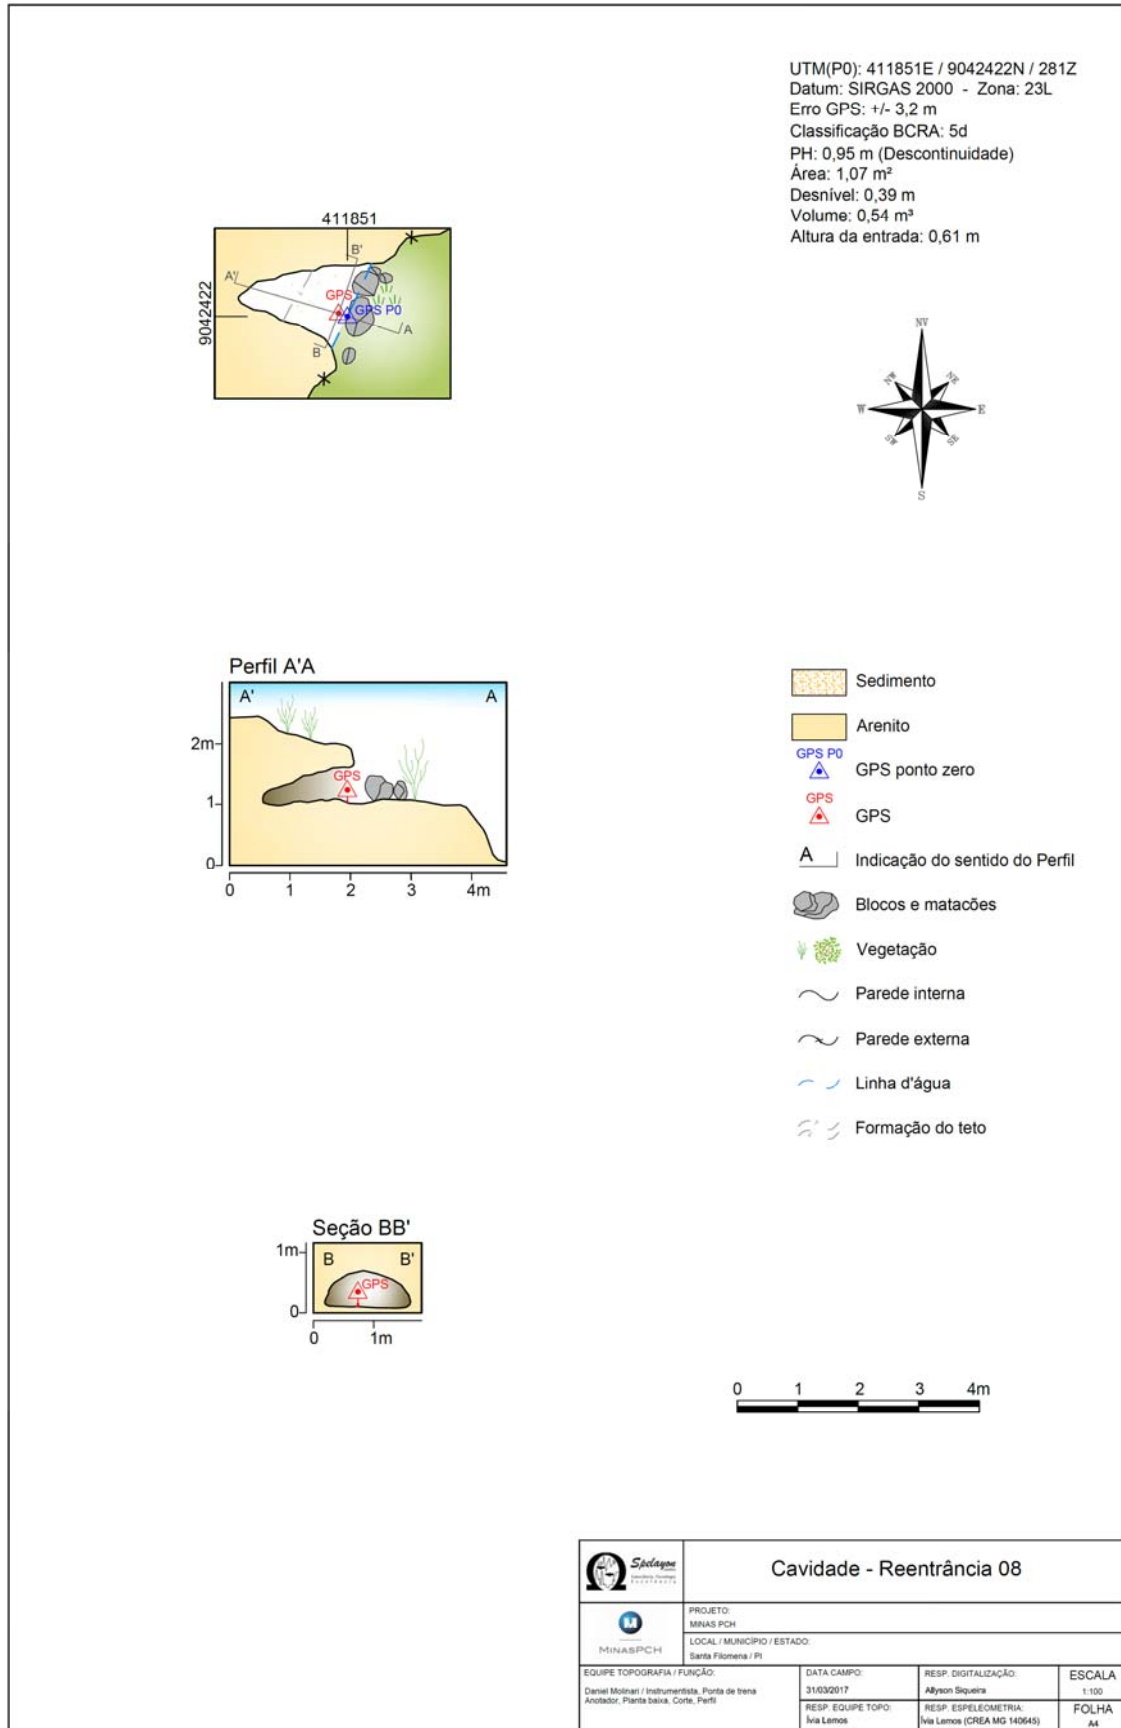 UTM(P0): 411851E / 9042422N / 281Z
Datum: SIRGAS 2000 - Zona: 23L
Erro GPS: +/- 3,2 m
Classificação BCRA: 5d
PH: 0,95 m (Descontinuidade)
Área: 1,07 m²
Desnível: 0,39 m
Volume: 0,54 m³
Altura da entrada: 0,61 m
411851
9042422
A'
B'
GPS
GPS P0
B
A
NV
NW
NE
W
E
SW
SE
S
Perfil A'A
A'
A
2m
1
0
GPS
0 1 2 3 4m
Sedimento
Arenito
GPS P0
GPS ponto zero
GPS
GPS
A
Indicação do sentido do Perfil
Blocos e matacões
Vegetação
Parede interna
Parede externa
Linha d'água
Formação do teto
Seção BB'
1m
0
B
B'
GPS
0 1m
0 1 2 3 4m
Spelayon
Cavidade - Reentrância 08
MINASPCH
PROJETO:
MINAS PCH
LOCAL / MUNICÍPIO / ESTADO:
Santa Filomena / PI
EQUIPE TOPOGRAFIA / FUNÇÃO:
Daniel Molinari / Instrumentista, Ponta de trena
Anotador, Planta baixa, Corte, Perfil
DATA CAMPO:
31/03/2017
RESP. DIGITALIZAÇÃO:
Allyson Siqueira
ESCALA
1:100
RESP. EQUIPE TOPO:
Ívia Lemos
RESP. ESPELEOMETRIA:
Ívia Lemos (CREA MG 140645)
FOLHA
A4